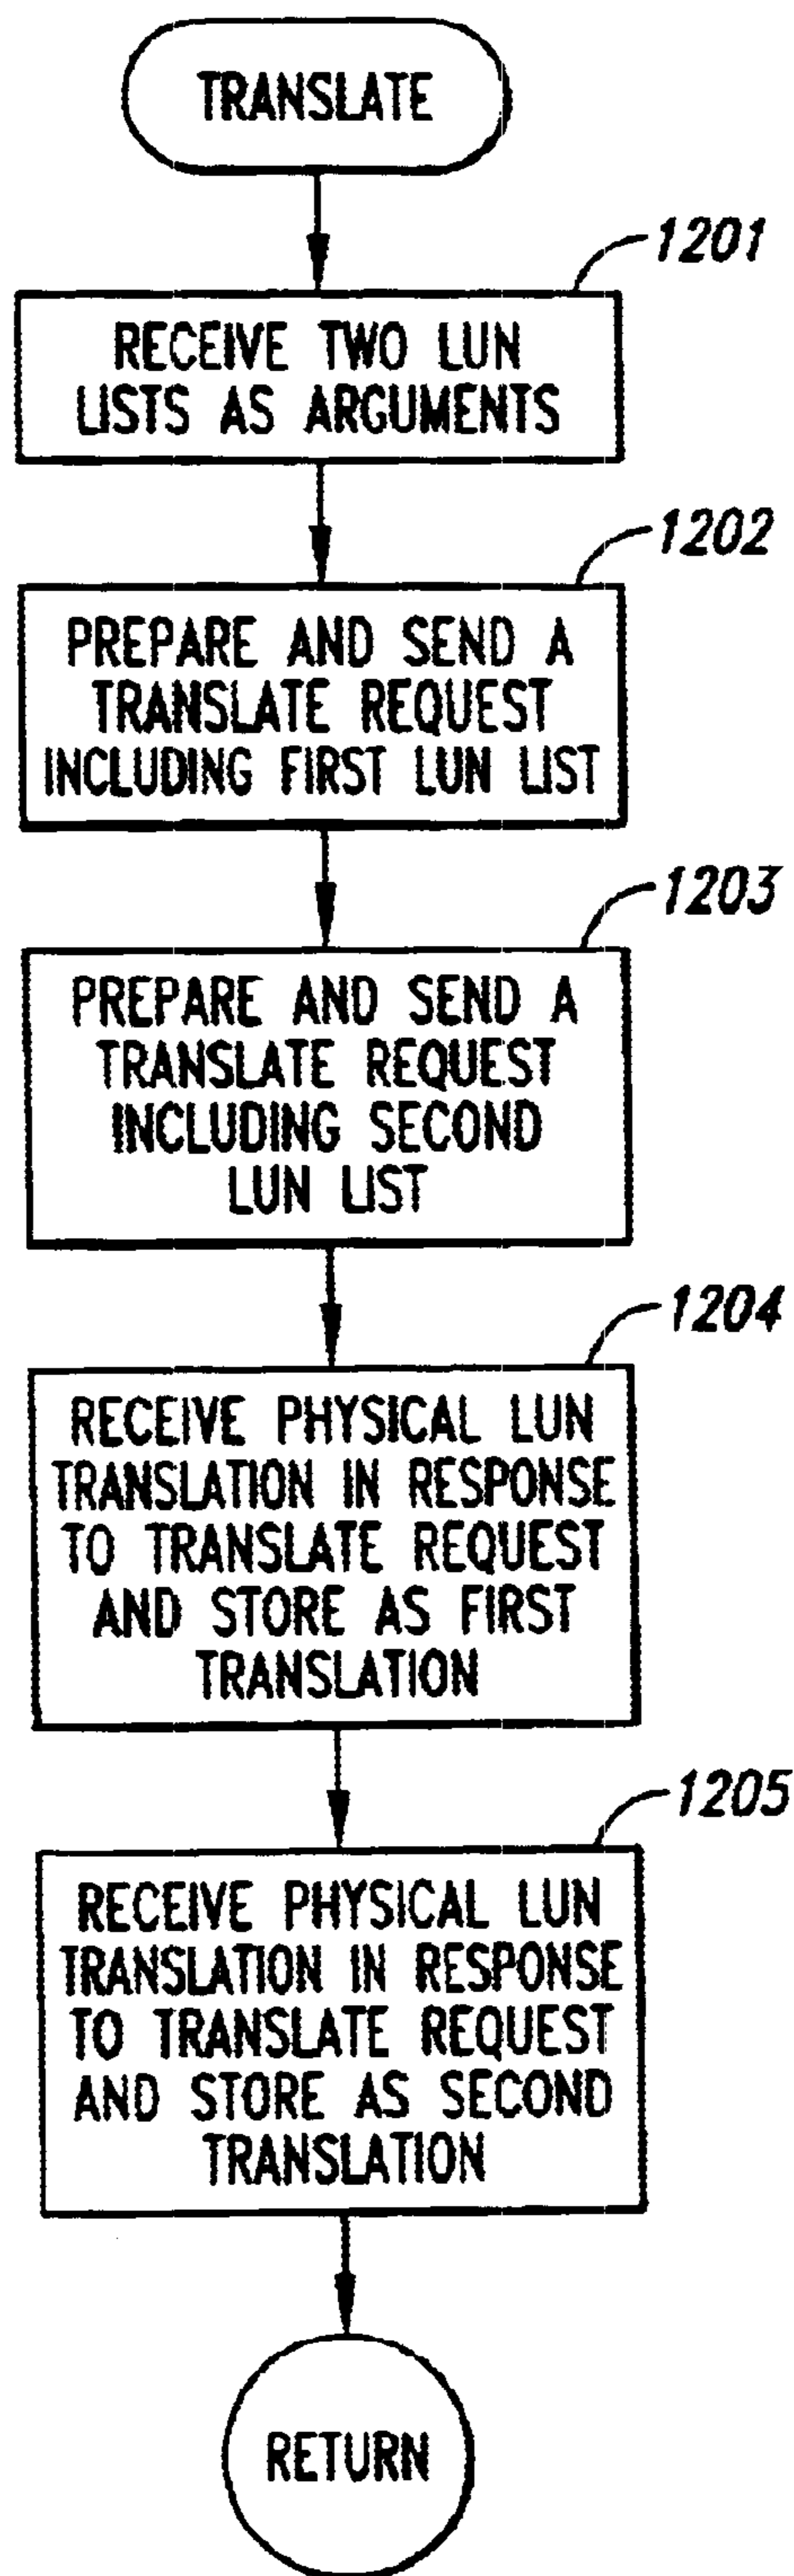 TRANSLATE
1201
RECEIVE TWO LUN
LISTS AS ARGUMENTS
1202
PREPARE AND SEND A
TRANSLATE REQUEST
INCLUDING FIRST LUN LIST
1203
PREPARE AND SEND A
TRANSLATE REQUEST
INCLUDING SECOND
LUN LIST
1204
RECEIVE PHYSICAL LUN
TRANSLATION IN RESPONSE
TO TRANSLATE REQUEST
AND STORE AS FIRST
TRANSLATION
1205
RECEIVE PHYSICAL LUN
TRANSLATION IN RESPONSE
TO TRANSLATE REQUEST
AND STORE AS SECOND
TRANSLATION
RETURN